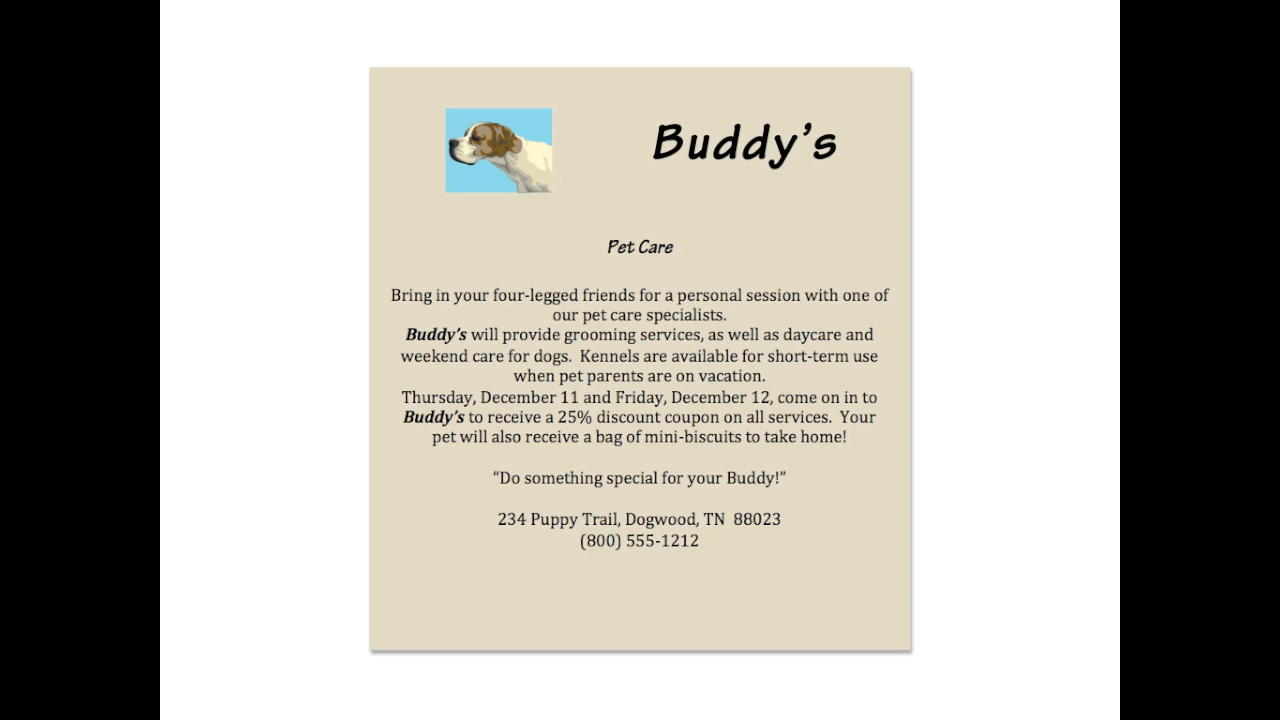 Buddy’s
Pet Care
Bring in your four-legged friends for a personal session with one of
our pet care specialists.
Buddy’s will provide grooming services, as well as daycare and
weekend care for dogs.  Kennels are available for short-term use
when pet parents are on vacation.
Thursday, December 11 and Friday, December 12, come on in to
Buddy’s to receive a 25% discount coupon on all services.  Your
pet will also receive a bag of mini-biscuits to take home!
“Do something special for your Buddy!”
234 Puppy Trail, Dogwood, TN  88023
(800) 555-1212